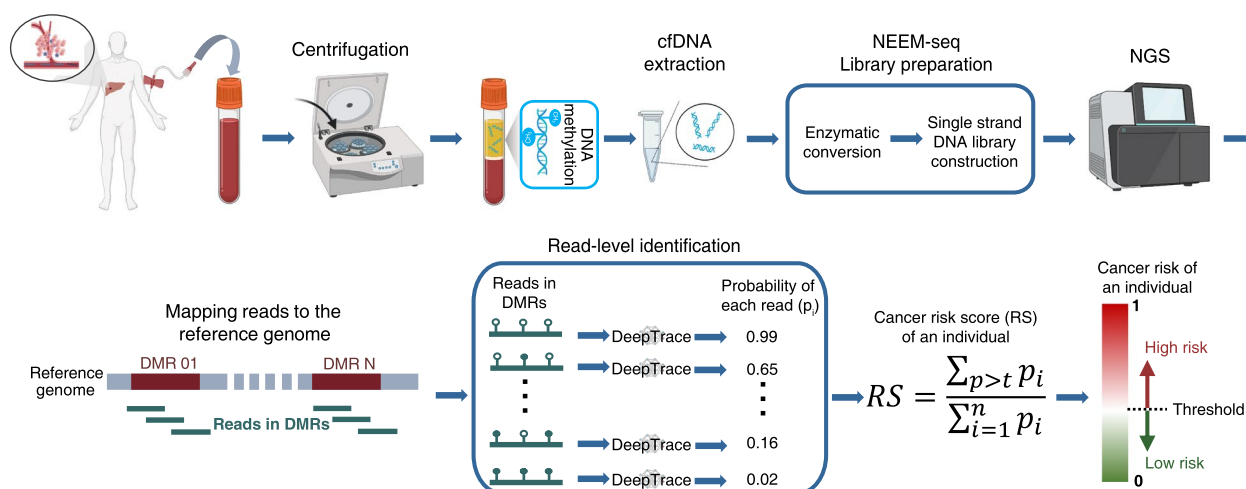 Centrifugation
cfDNA
extraction
NEEM-seq
Library preparation
NGS
DNA
methylation
Enzymatic
conversion
Single strand
DNA library
construction
Mapping reads to the
reference genome
Reference
genome
DMR 01
DMR N
Reads in DMRs
Read-level identification
Reads in
DMRs
Probability of
each read (pᵢ)
DeepTrace
0.99
DeepTrace
0.65
DeepTrace
0.16
DeepTrace
0.02
Cancer risk score (RS)
of an individual
RS = ∑p>t pᵢ / ∑ⁿi=1 pᵢ
Cancer risk of
an individual
1
High risk
Threshold
Low risk
0